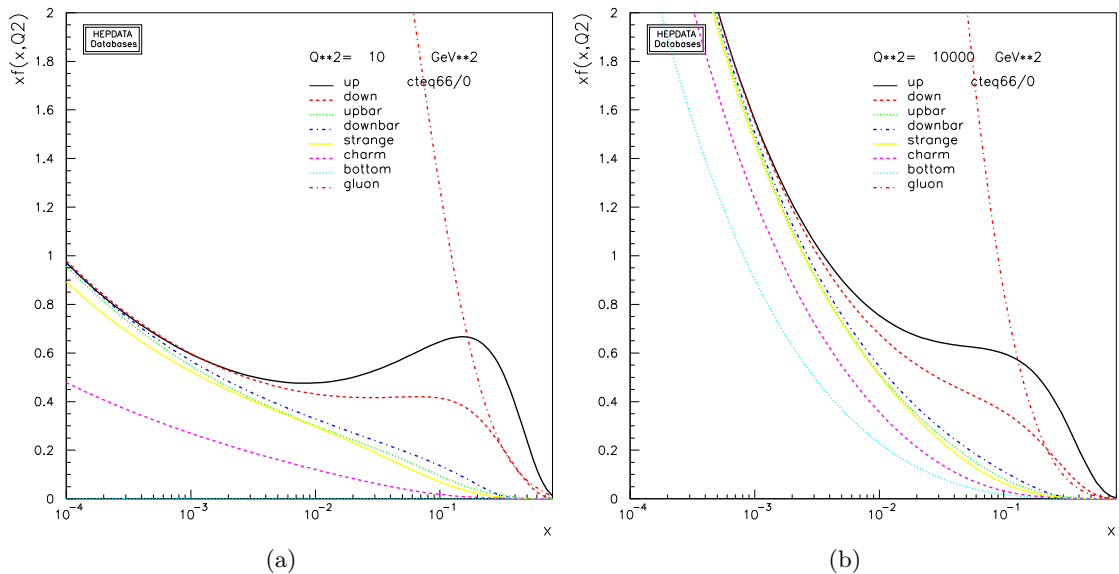 xf(x,Q2)
2
1.8
1.6
1.4
1.2
1
0.8
0.6
0.4
0.2
0
HEPDATA
Databases
Q**2= 10 GeV**2
up cteq66/0
down
upbar
downbar
strange
charm
bottom
gluon
10^-4
10^-3
10^-2
10^-1
x
(a)
xf(x,Q2)
2
1.8
1.6
1.4
1.2
1
0.8
0.6
0.4
0.2
0
HEPDATA
Databases
Q**2= 10000 GeV**2
up cteq66/0
down
upbar
downbar
strange
charm
bottom
gluon
10^-4
10^-3
10^-2
10^-1
x
(b)